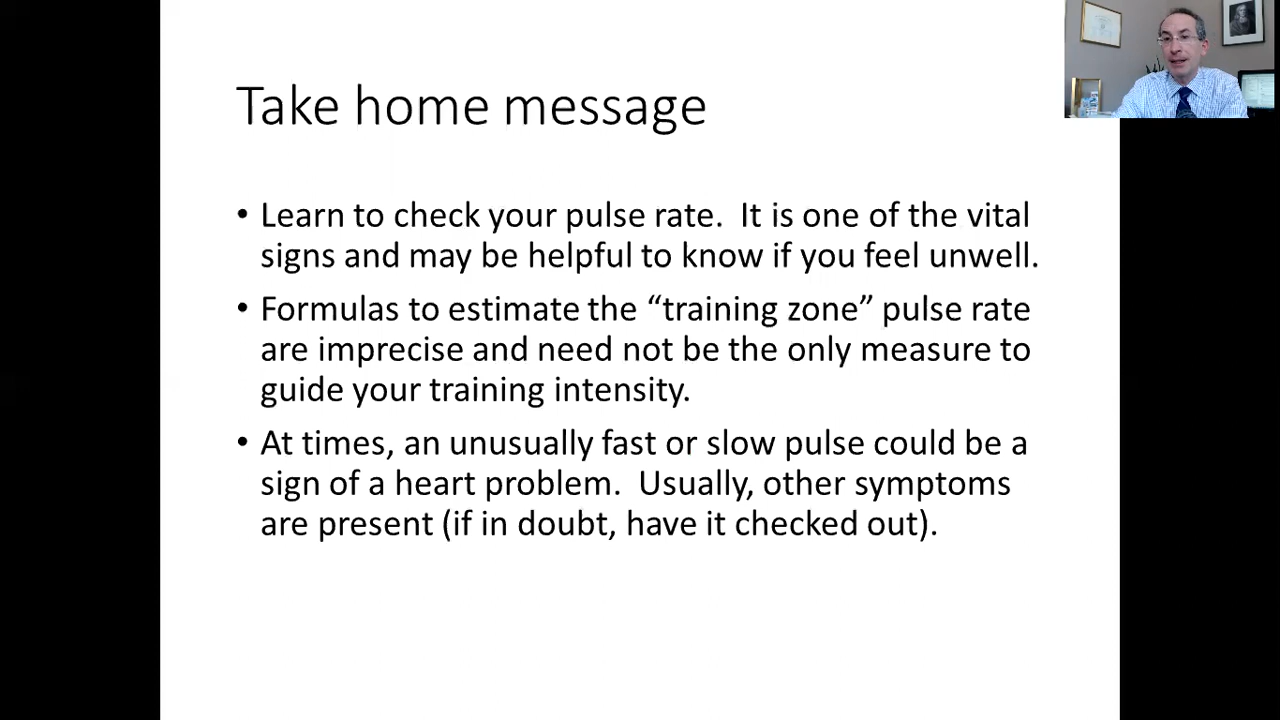 Take home message
• Learn to check your pulse rate.  It is one of the vital
signs and may be helpful to know if you feel unwell.
• Formulas to estimate the “training zone” pulse rate
are imprecise and need not be the only measure to
guide your training intensity.
• At times, an unusually fast or slow pulse could be a
sign of a heart problem.  Usually, other symptoms
are present (if in doubt, have it checked out).